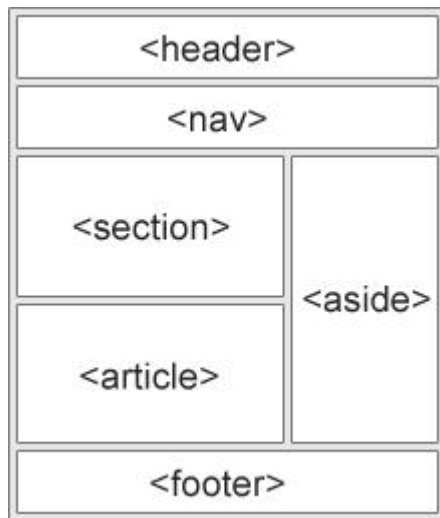 <header>
<nav>
<section>
<aside>
<article>
<footer>